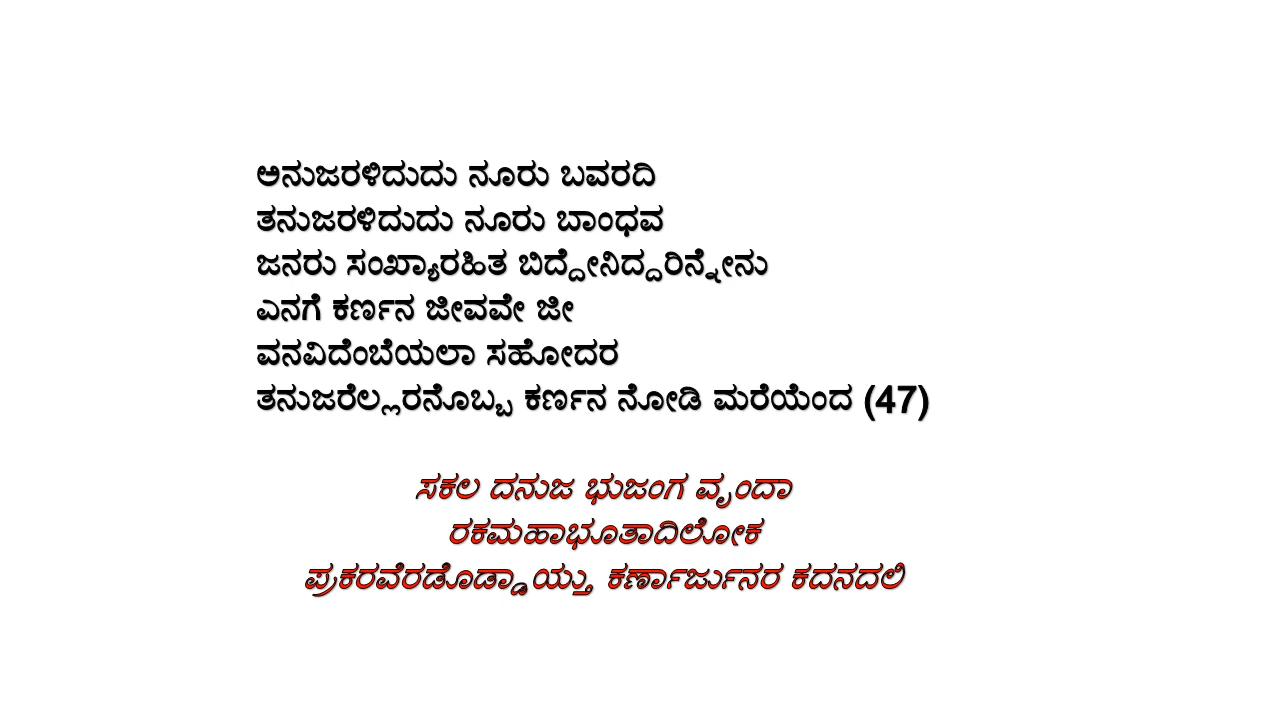 ಅನುಜರಳಿದುದು ನೂರು ಬವರದಿ
ತನುಜರಳಿದುದು ನೂರು ಬಾಂಧವ
ಜನರು ಸಂಖ್ಯಾರಹಿತ ಬಿದ್ದೇನಿದ್ದರಿನ್ನೇನು
ಎನಗೆ ಕರ್ಣನ ಜೀವವೇ ಜೀ
ವನವಿದೆಂಬೆಯಲಾ ಸಹೋದರ
ತನುಜರೆಲ್ಲರನೊಬ್ಬ ಕರ್ಣನ ನೋಡಿ ಮರೆಯೆಂದ (47)
ಸಕಲ ದನುಜ ಭುಜಂಗ ವೃಂದಾ
ರಕಮಹಾಭೂತಾದಿಲೋಕ
ಪ್ರಕರವೆರಡೊಡ್ಡಾಯ್ತು ಕರ್ಣಾರ್ಜುನರ ಕದನದಲಿ